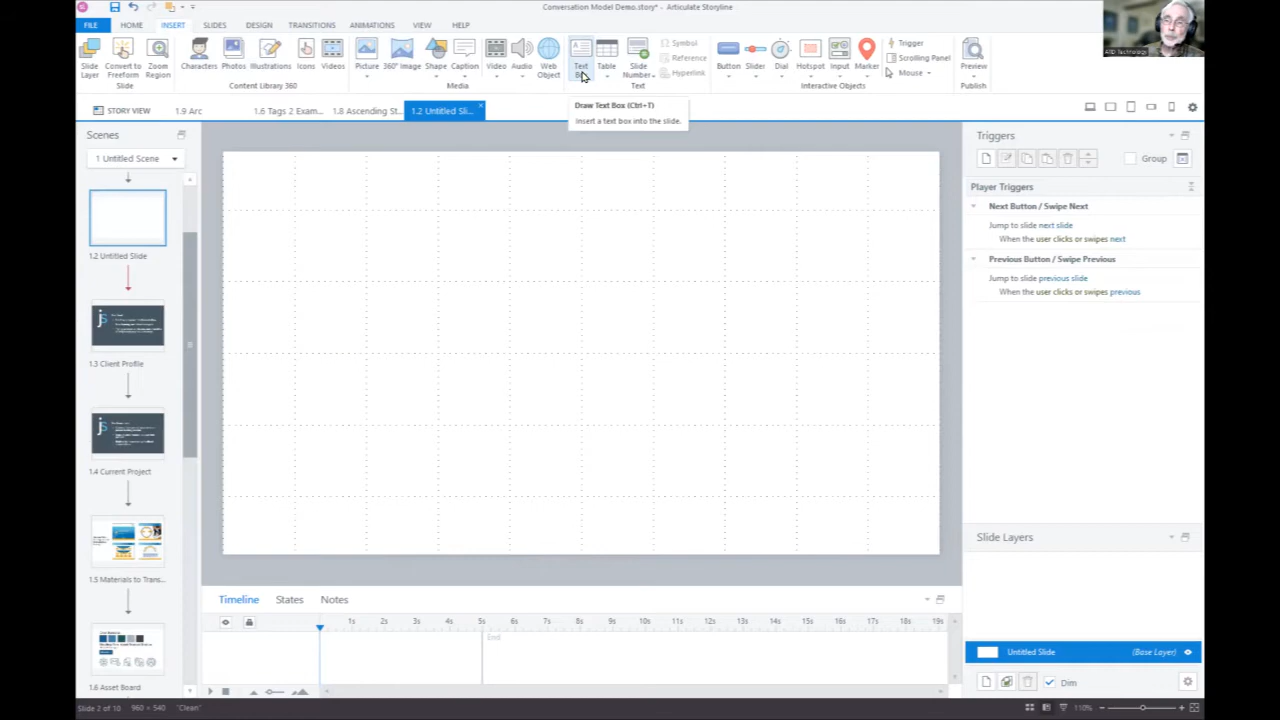 Conversation Model Demo.story* - Articulate Storyline
FILE HOME INSERT SLIDES DESIGN TRANSITIONS ANIMATIONS VIEW HELP
Slide Layer
Convert to Freeform
Zoom Region
Slide
Characters
Photos
Illustrations
Icons
Videos
Content Library 360
Picture
360° Image
Shape
Caption
Video
Audio
Web Object
Media
Text
Table
Slide Number
Symbol
Reference
Hyperlink
Text
Button
Slider
Dial
Hotspot
Input
Marker
Trigger
Scrolling Panel
Mouse
Interactive Objects
Preview
ARD Technology
Draw Text Box (Ctrl+T)
Insert a text box into the slide.
STORY VIEW
1.9 Arc
1.6 Tags 2 Exam...
1.8 Ascending St...
1.2 Untitled Sli...
Scenes
1 Untitled Scene
1.2 Untitled Slide
js
1.3 Client Profile
js
1.4 Current Project
1.5 Materials to Trans...
1.6 Asset Board
Triggers
Group
Player Triggers
Next Button / Swipe Next
Jump to slide next slide
When the user clicks or swipes next
Previous Button / Swipe Previous
Jump to slide previous slide
When the user clicks or swipes previous
Slide Layers
Untitled Slide (Base Layer)
Dim
Timeline States Notes
1s 2s 3s 4s 5s 6s 7s 8s 9s 10s 11s 12s 13s 14s 15s 16s 17s 18s 19s
End
Slide 2 of 10 960 × 540 "Clean" 110%